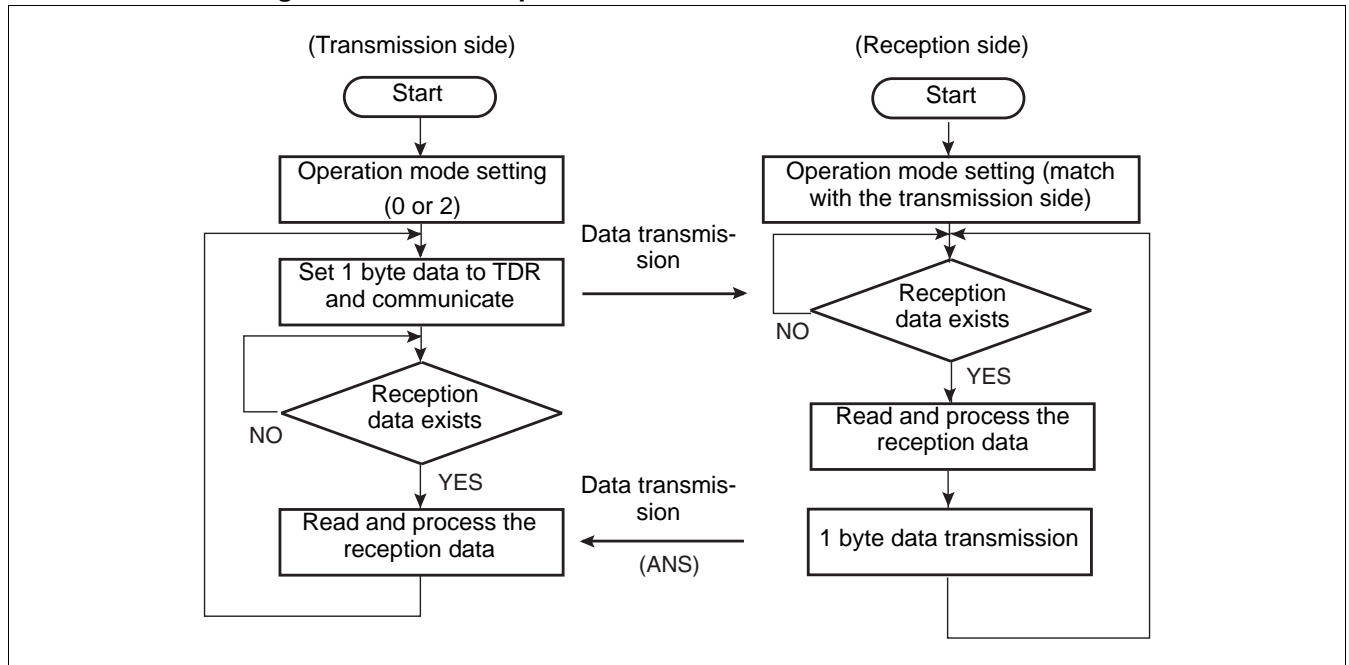 (Transmission side)
Start
Operation mode setting
(0 or 2)
Set 1 byte data to TDR
and communicate
Reception
data exists
NO
YES
Read and process the
reception data
Data transmis-
sion
Data transmis-
sion
(ANS)
(Reception side)
Start
Operation mode setting (match
with the transmission side)
Reception
data exists
NO
YES
Read and process the
reception data
1 byte data transmission